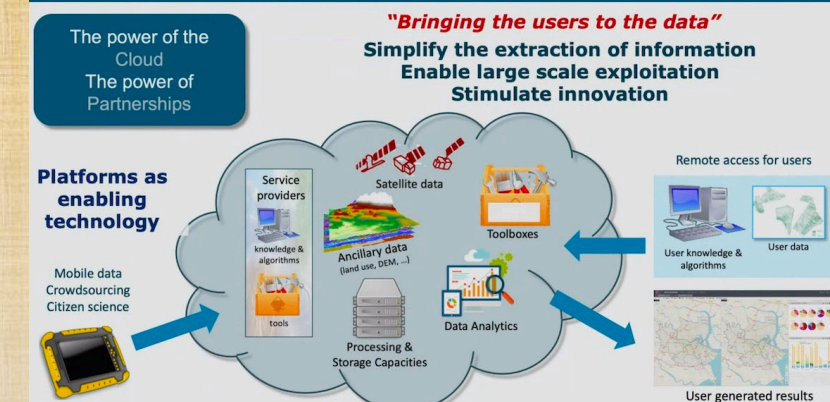 The power of the
Cloud
The power of
Partnerships
“Bringing the users to the data”
Simplify the extraction of information
Enable large scale exploitation
Stimulate innovation
Platforms as
enabling
technology
Mobile data
Crowdsourcing
Citizen science
Service
providers
knowledge &
algorithms
tools
Satellite data
Ancillary data
(land use, DEM, ...)
Processing &
Storage Capacities
Toolboxes
Data Analytics
Remote access for users
User knowledge &
algorithms
User data
User generated results